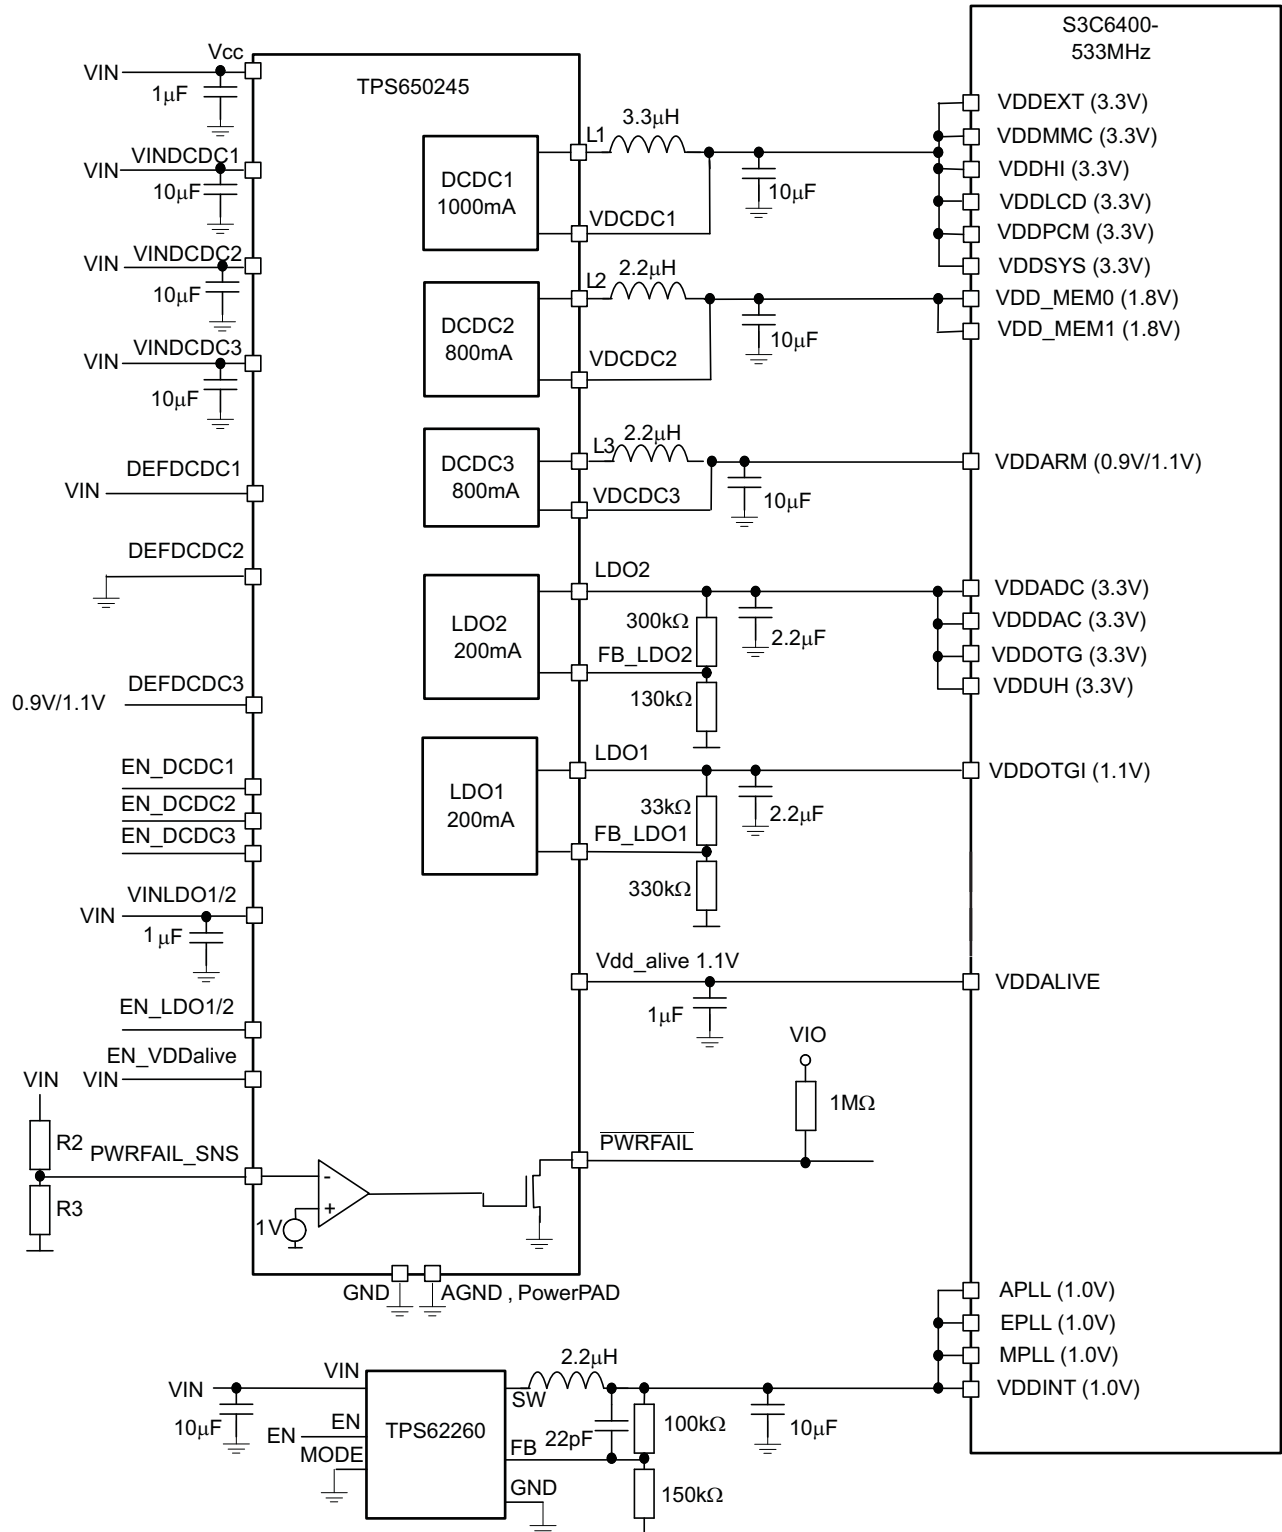 S3C6400-
533MHz
Vcc
VIN
1μF
TPS650245
VINDCDC1
VIN
10μF
VINDCDC2
VIN
10μF
VINDCDC3
VIN
10μF
DEFDCDC1
VIN
DEFDCDC2
DEFDCDC3
0.9V/1.1V
EN_DCDC1
EN_DCDC2
EN_DCDC3
VINLDO1/2
VIN
1μF
EN_LDO1/2
EN_VDDalive
VIN
VIN
R2
PWRFAIL_SNS
R3
-
+
1V
DCDC1
1000mA
L1
3.3μH
VDCDC1
10μF
DCDC2
800mA
L2
2.2μH
VDCDC2
10μF
DCDC3
800mA
L3
2.2μH
VDCDC3
10μF
LDO2
200mA
LDO2
300kΩ
2.2μF
FB_LDO2
130kΩ
LDO1
200mA
LDO1
33kΩ
2.2μF
FB_LDO1
330kΩ
Vdd_alive 1.1V
1μF
VIO
1MΩ
PWRFAIL
GND
AGND , PowerPAD
VDDEXT (3.3V)
VDDMMC (3.3V)
VDDHI (3.3V)
VDDLCD (3.3V)
VDDPCM (3.3V)
VDDSYS (3.3V)
VDD_MEM0 (1.8V)
VDD_MEM1 (1.8V)
VDDARM (0.9V/1.1V)
VDDADC (3.3V)
VDDDAC (3.3V)
VDDOTG (3.3V)
VDDUH (3.3V)
VDDOTGI (1.1V)
VDDALIVE
APLL (1.0V)
EPLL (1.0V)
MPLL (1.0V)
VDDINT (1.0V)
VIN
VIN
10μF
EN
EN
MODE
TPS62260
2.2μH
SW
22pF
100kΩ
10μF
FB
GND
150kΩ